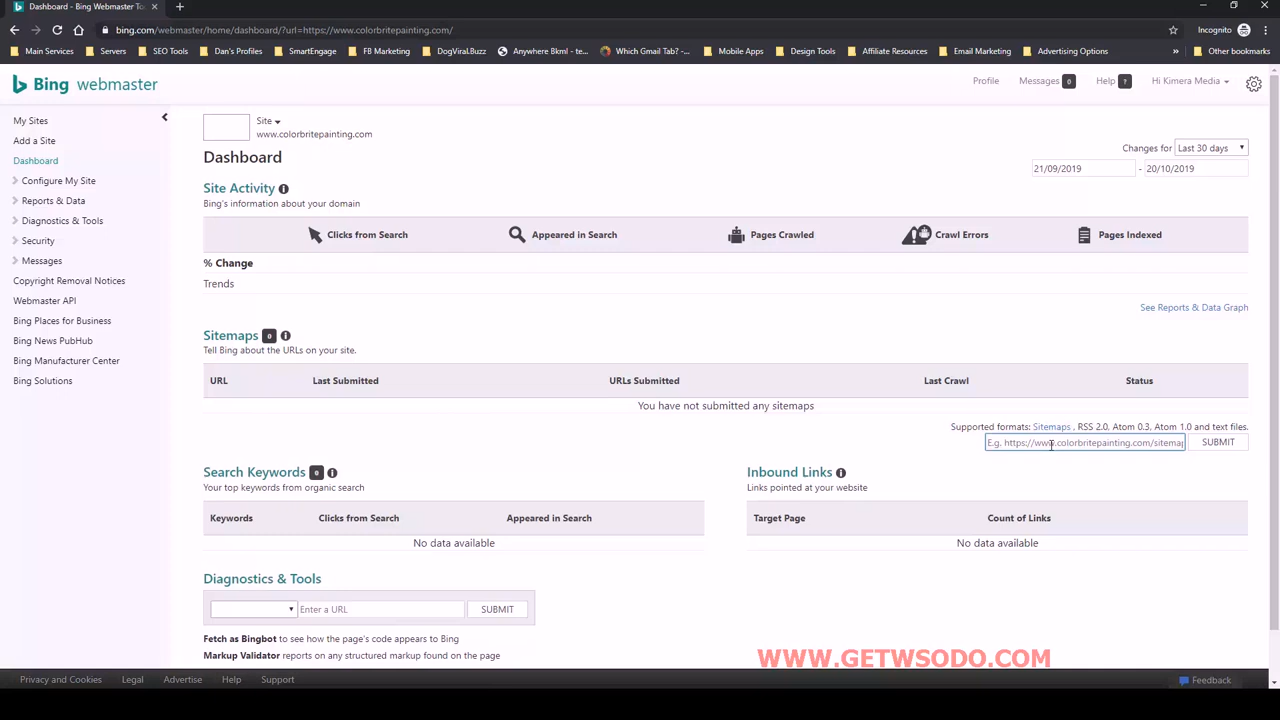 Dashboard - Bing Webmaster To
bing.com/webmaster/home/dashboard/?url=https://www.colorbritepainting.com/
Incognito
Main Services Servers SEO Tools Dan's Profiles SmartEngage FB Marketing DogViral.Buzz Anywhere Bkml - te... Which Gmail Tab? -... Mobile Apps Design Tools Affiliate Resources Email Marketing Advertising Options » Other bookmarks
Bing webmaster
Profile Messages 0 Help ? Hi Kimera Media
My Sites
Add a Site
Dashboard
Configure My Site
Reports & Data
Diagnostics & Tools
Security
Messages
Copyright Removal Notices
Webmaster API
Bing Places for Business
Bing News PubHub
Bing Manufacturer Center
Bing Solutions
Site
www.colorbritepainting.com
Dashboard
Changes for Last 30 days
21/09/2019 - 20/10/2019
Site Activity
Bing's information about your domain
Clicks from Search Appeared in Search Pages Crawled Crawl Errors Pages Indexed
% Change
Trends
See Reports & Data Graph
Sitemaps 0
Tell Bing about the URLs on your site.
URL Last Submitted URLs Submitted Last Crawl Status
You have not submitted any sitemaps
Supported formats: Sitemaps , RSS 2.0, Atom 0.3, Atom 1.0 and text files.
E.g. https://www.colorbritepainting.com/sitemap SUBMIT
Search Keywords 0
Your top keywords from organic search
Keywords Clicks from Search Appeared in Search
No data available
Inbound Links
Links pointed at your website
Target Page Count of Links
No data available
Diagnostics & Tools
Enter a URL SUBMIT
Fetch as Bingbot to see how the page's code appears to Bing
Markup Validator reports on any structured markup found on the page
WWW.GETWSODO.COM
Privacy and Cookies Legal Advertise Help Support Feedback